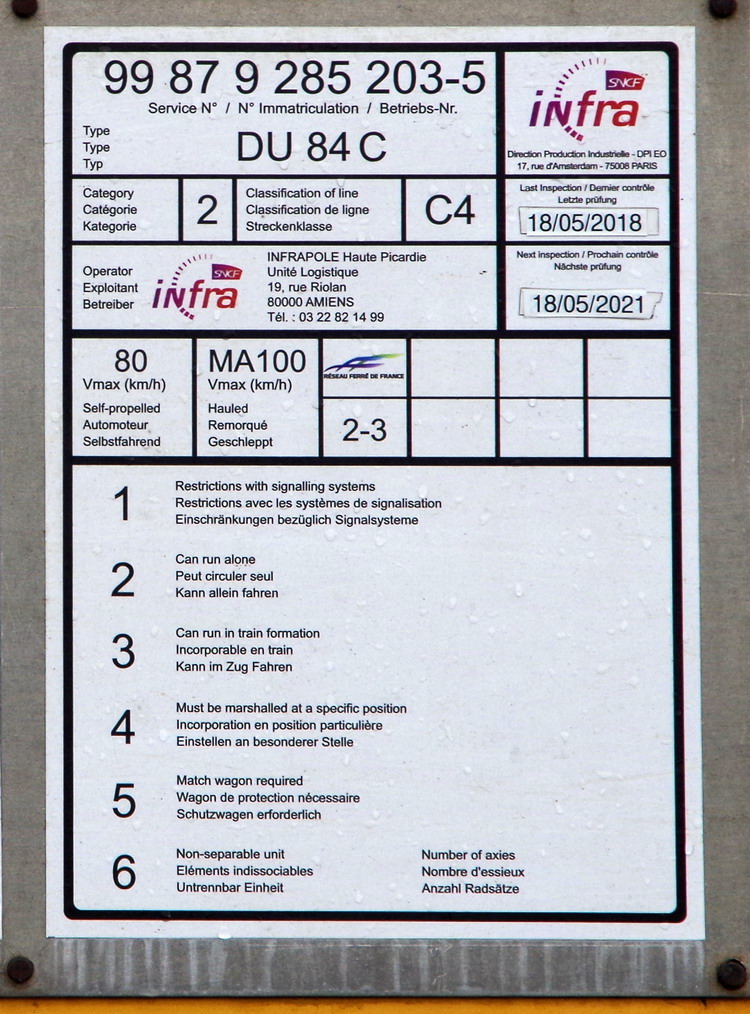 99 87 9 285 203-5
Service N° / N° Immatriculation / Betriebs-Nr.
Type
Type
Typ
DU 84 C
SNCF
infra
Direction Production Industrielle - DPI EO
17, rue d'Amsterdam - 75008 PARIS
Category
Catégorie
Kategorie
2
Classification of line
Classification de ligne
Streckenklasse
C4
Last Inspection / Dernier contrôle
Letzte prüfung
18/05/2018
Operator
Exploitant
Betreiber
SNCF
infra
INFRAPOLE Haute Picardie
Unité Logistique
19, rue Riolan
80000 AMIENS
Tél. : 03 22 82 14 99
Next inspection / Prochain contrôle
Nächste prüfung
18/05/2021
80
Vmax (km/h)
Self-propelled
Automoteur
Selbstfahrend
MA100
Vmax (km/h)
Hauled
Remorqué
Geschleppt
RÉSEAU FERRÉ DE FRANCE
2-3
1
Restrictions with signalling systems
Restrictions avec les systèmes de signalisation
Einschränkungen bezüglich Signalsysteme
2
Can run alone
Peut circuler seul
Kann allein fahren
3
Can run in train formation
Incorporable en train
Kann im Zug Fahren
4
Must be marshalled at a specific position
Incorporation en position particulière
Einstellen an besonderer Stelle
5
Match wagon required
Wagon de protection nécessaire
Schutzwagen erforderlich
6
Non-separable unit
Eléments indissociables
Untrennbar Einheit
Number of axies
Nombre d'essieux
Anzahl Radsätze